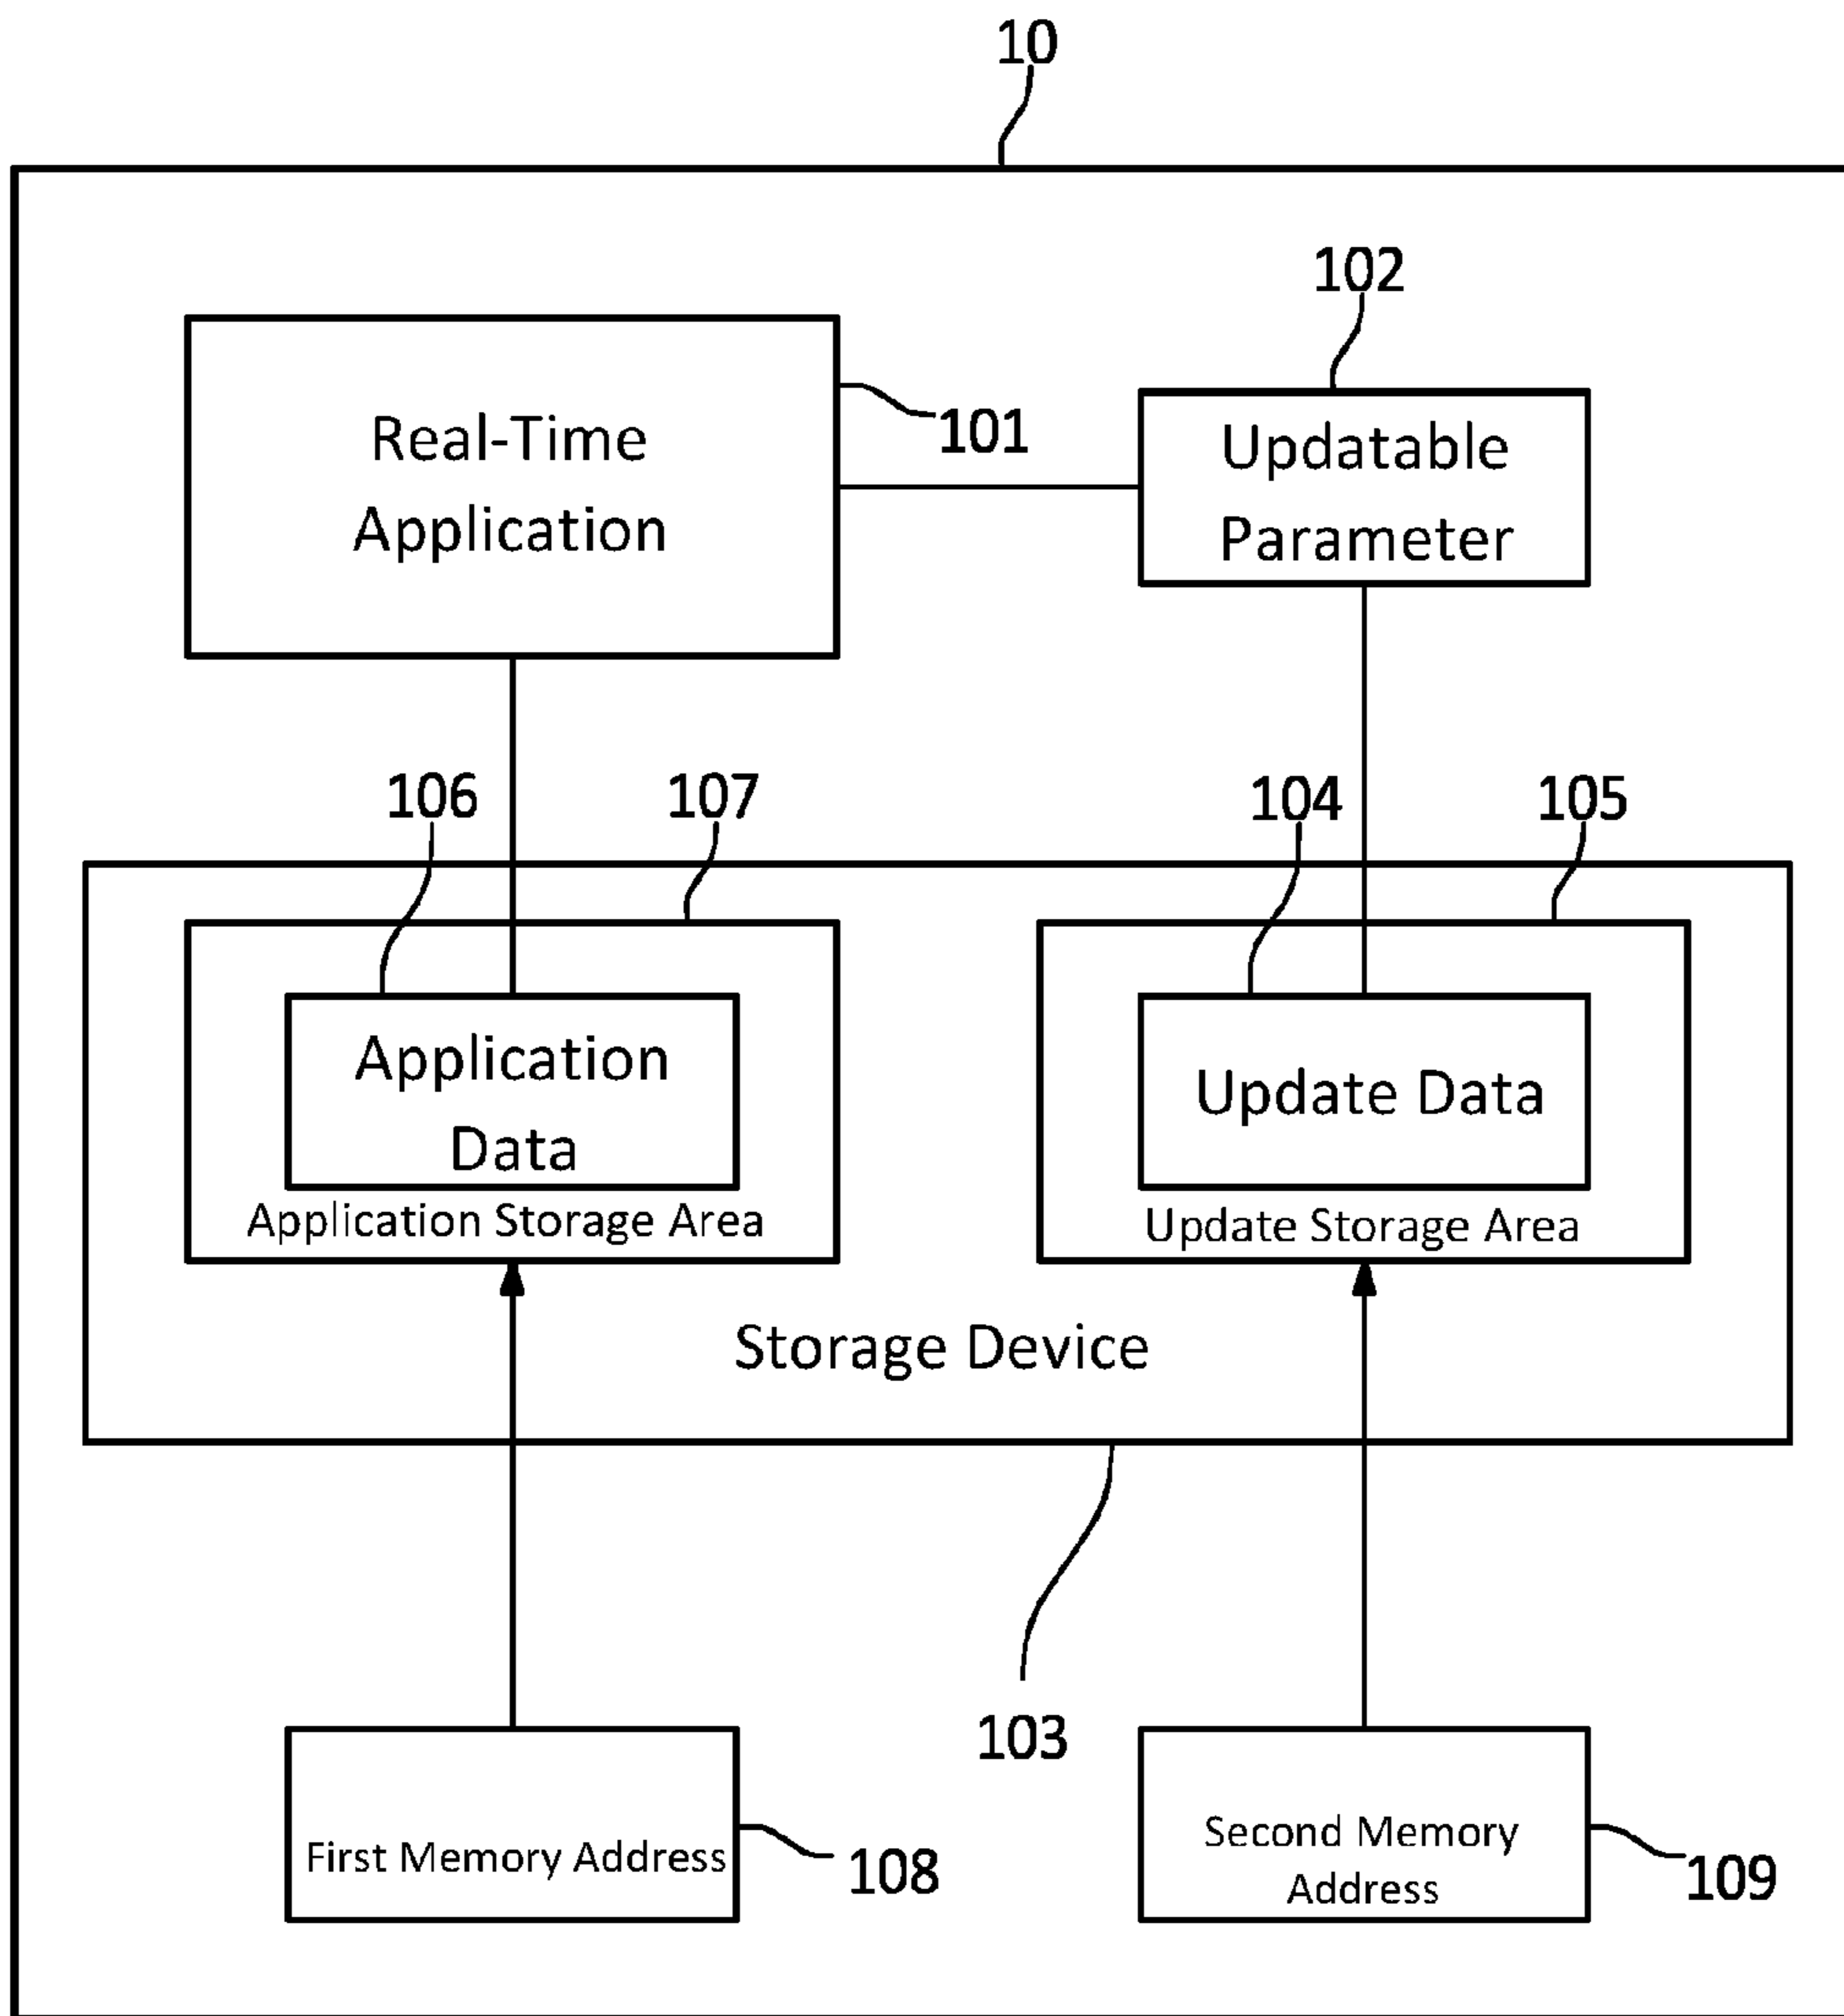 10
102
Real-Time
Application
101
Updatable
Parameter
106
107
104
105
Application
Data
Application Storage Area
Update Data
Update Storage Area
Storage Device
103
First Memory Address
108
Second Memory
Address
109